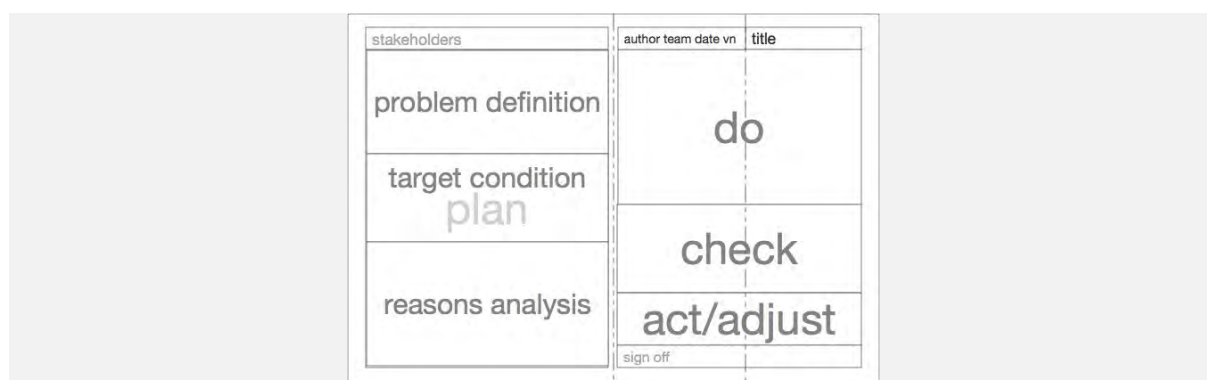 stakeholders
problem definition
target condition
plan
reasons analysis
author team date vn
title
do
check
act/adjust
sign off